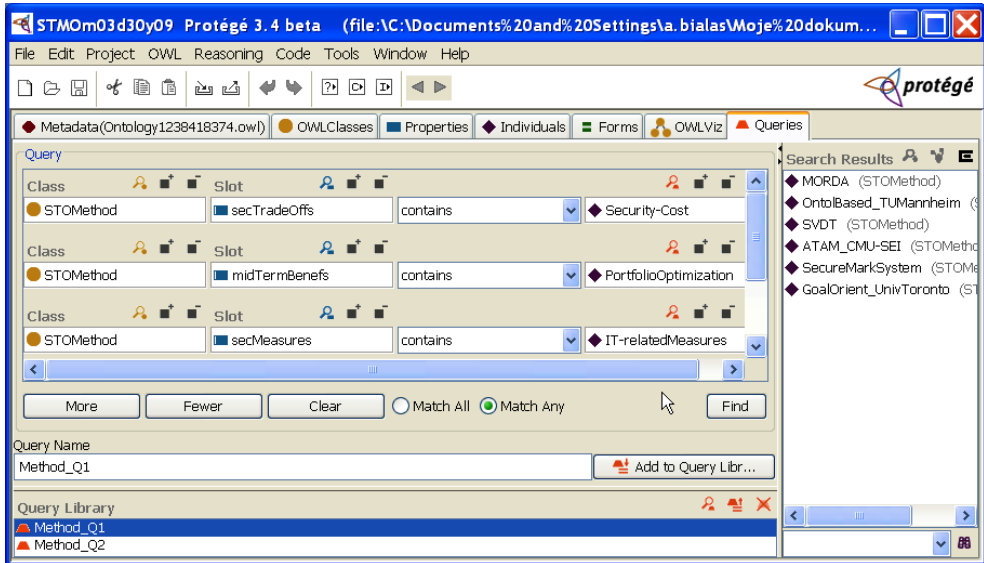 STMOm03d30y09 Protégé 3.4 beta (file:\C:\Documents%20and%20Settings\a.bialas\Moje%20dokum...
File Edit Project OWL Reasoning Code Tools Window Help
protégé
Metadata(Ontology1238418374.owl) OWLClasses Properties Individuals Forms OWLViz Queries
Query
Class Slot
STOMethod secTradeOffs contains Security-Cost
Class Slot
STOMethod midTermBenefs contains PortfolioOptimization
Class Slot
STOMethod secMeasures contains IT-relatedMeasures
More Fewer Clear Match All Match Any Find
Query Name
Method_Q1 Add to Query Libr...
Query Library
Method_Q1
Method_Q2
Search Results
MORDA (STOMethod)
OntolBased_TUMannheim (S
SVDT (STOMethod)
ATAM_CMU-SEI (STOMetho
SecureMarkSystem (STOMe
GoalOrient_UnivToronto (ST